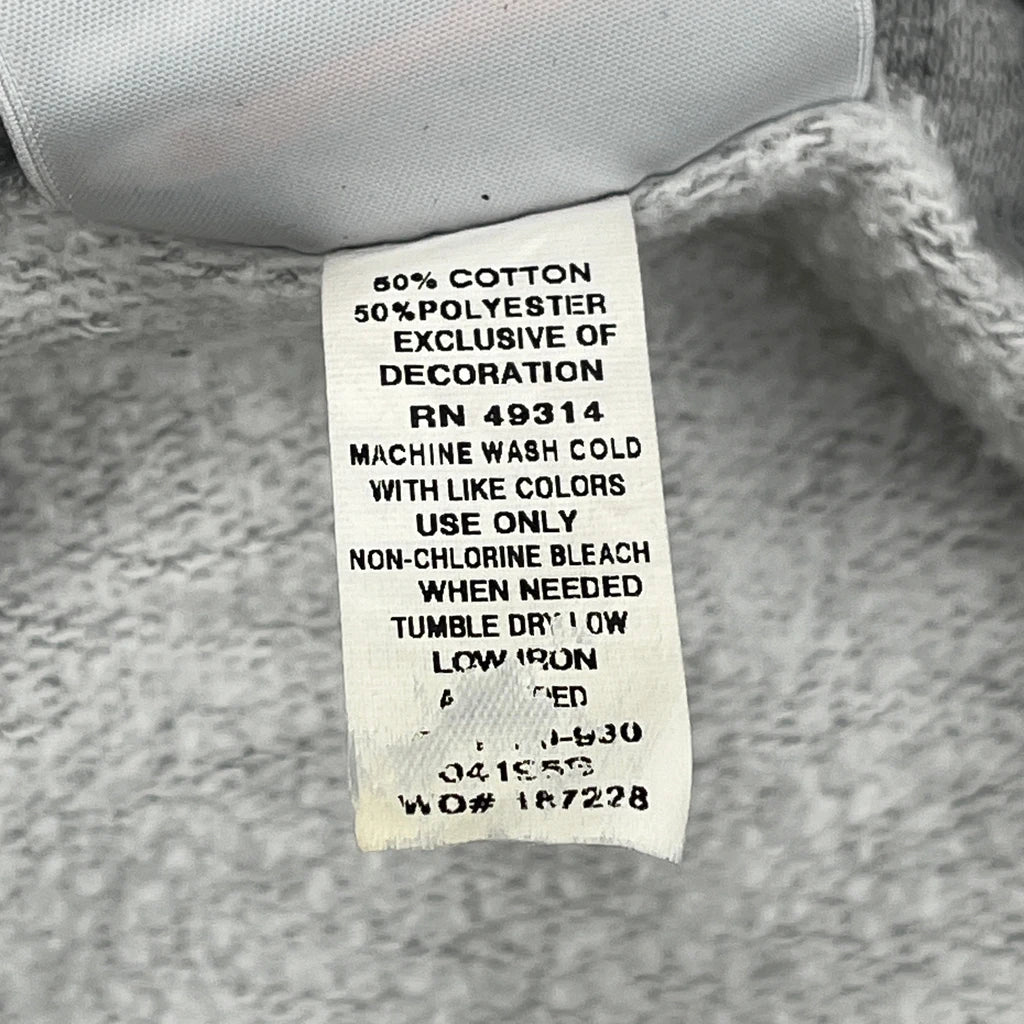 50% COTTON
50%POLYESTER
EXCLUSIVE OF
DECORATION
RN 49314
MACHINE WASH COLD
WITH LIKE COLORS
USE ONLY
NON-CHLORINE BLEACH
WHEN NEEDED
TUMBLE DRY LOW
LOW IRON
WO# 187228